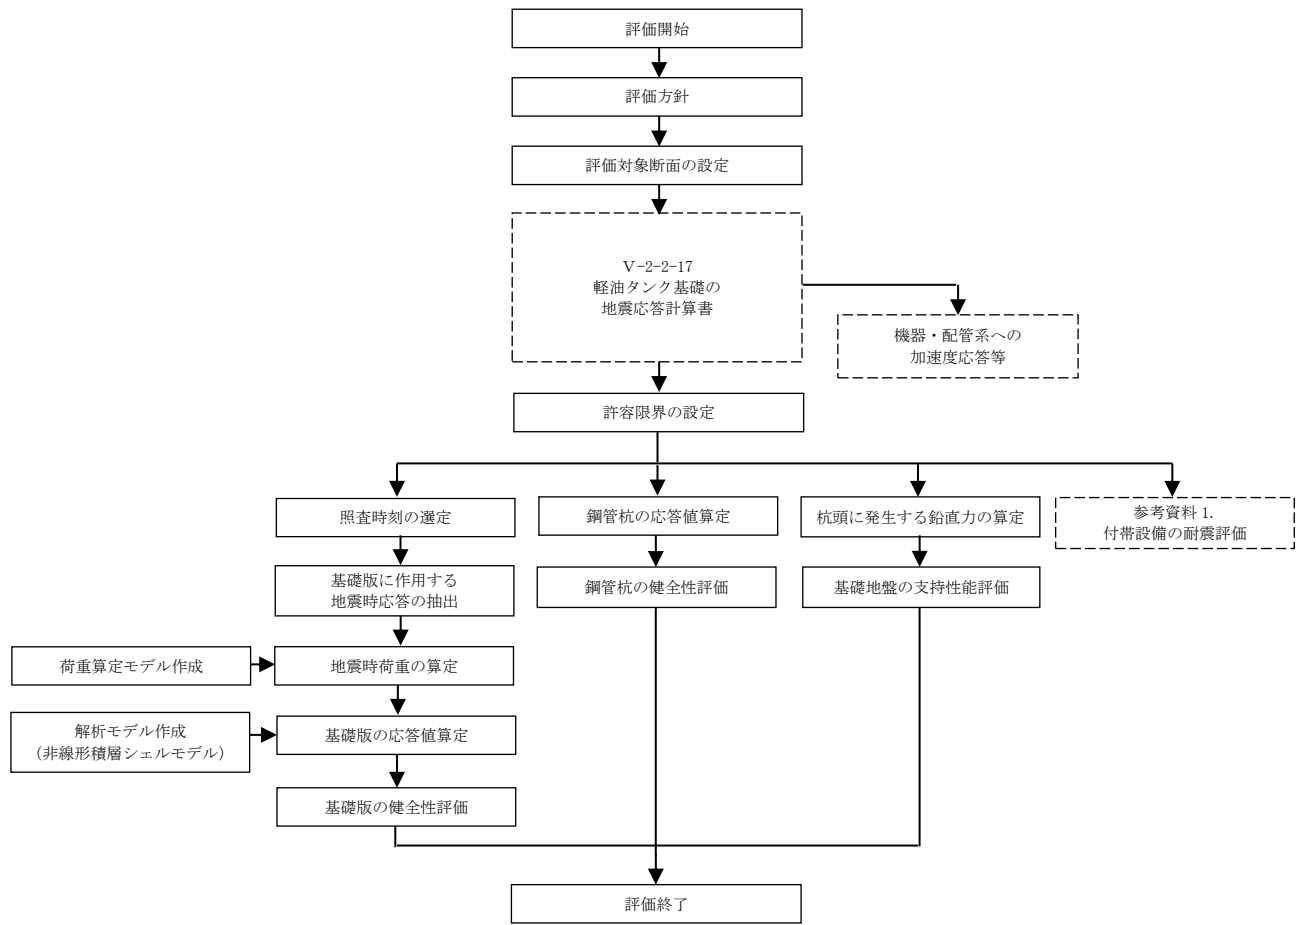 評価開始
評価方針
評価対象断面の設定
Ⅴ-2-2-17
軽油タンク基礎の
地震応答計算書
機器・配管系への
加速度応答等
許容限界の設定
照査時刻の選定
鋼管杭の応答値算定
杭頭に発生する鉛直力の算定
参考資料 1.
付帯設備の耐震評価
基礎版に作用する
地震時応答の抽出
鋼管杭の健全性評価
基礎地盤の支持性能評価
荷重算定モデル作成
地震時荷重の算定
解析モデル作成
（非線形積層シェルモデル）
基礎版の応答値算定
基礎版の健全性評価
評価終了